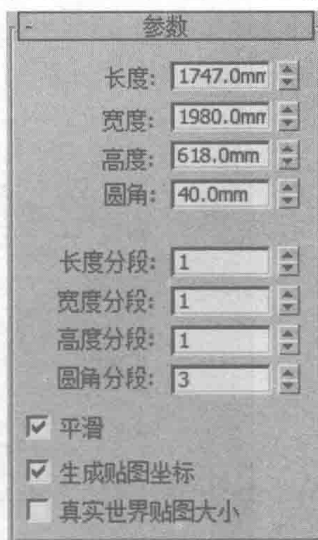 - 参数
长度: 1747.0mm
宽度: 1980.0mm
高度: 618.0mm
圆角: 40.0mm
长度分段: 1
宽度分段: 1
高度分段: 1
圆角分段: 3
平滑
生成贴图坐标
真实世界贴图大小